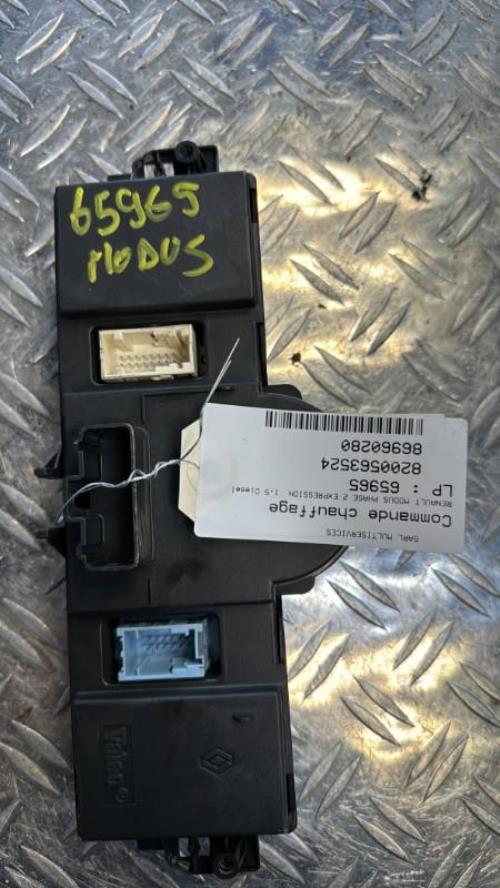 65965
MODUS
SARL MULTISERVICES
Commande chauffage
RENAULT MODUS PHASE 2 EXPRESSION 1.5 Diesel
LP : 65965
8200563524
86960280
Valeo